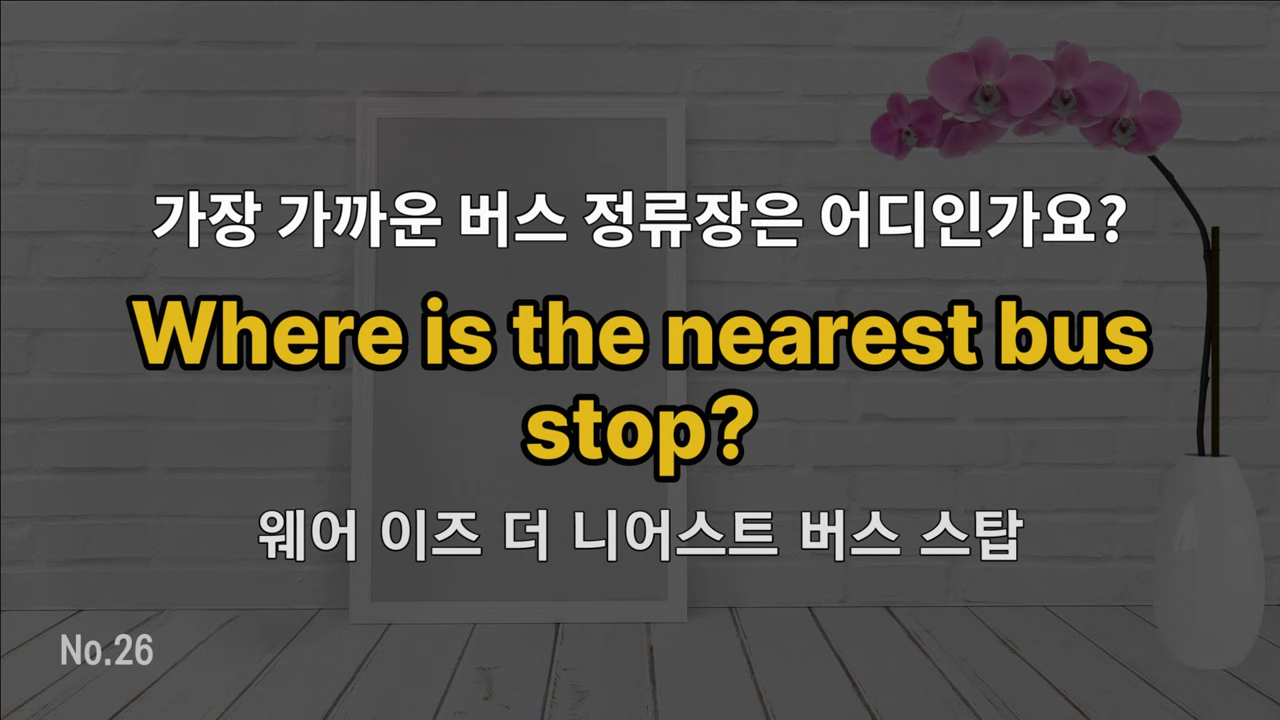 가장 가까운 버스 정류장은 어디인가요?
Where is the nearest bus
stop?
웨어 이즈 더 니어스트 버스 스탑
No.26